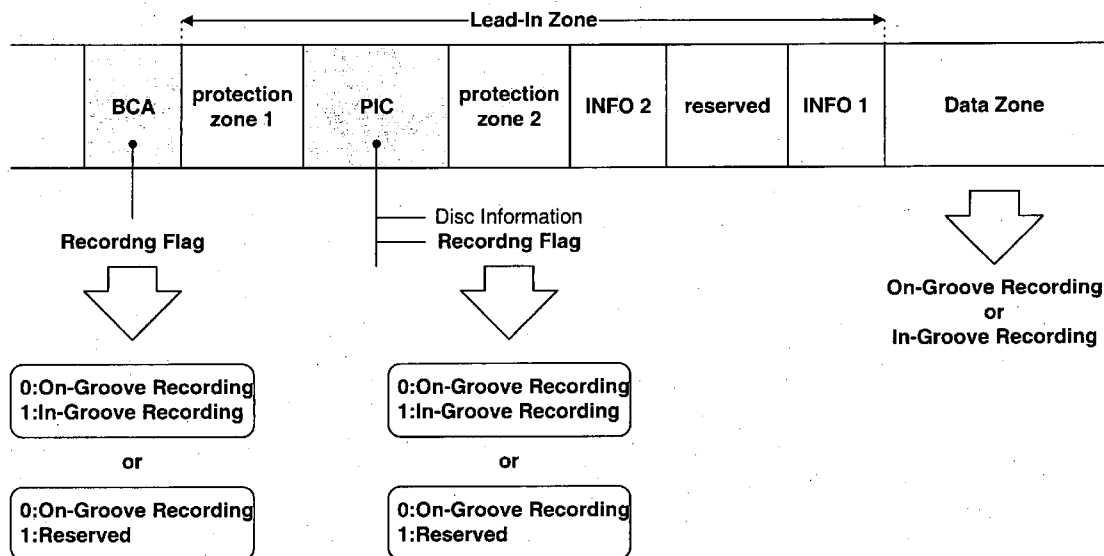 Lead-In Zone
BCA
protection
zone 1
PIC
protection
zone 2
INFO 2
reserved
INFO 1
Data Zone
Recordng Flag
Disc Information
Recordng Flag
On-Groove Recording
or
In-Groove Recording
0:On-Groove Recording
1:In-Groove Recording
or
0:On-Groove Recording
1:Reserved
0:On-Groove Recording
1:In-Groove Recording
or
0:On-Groove Recording
1:Reserved